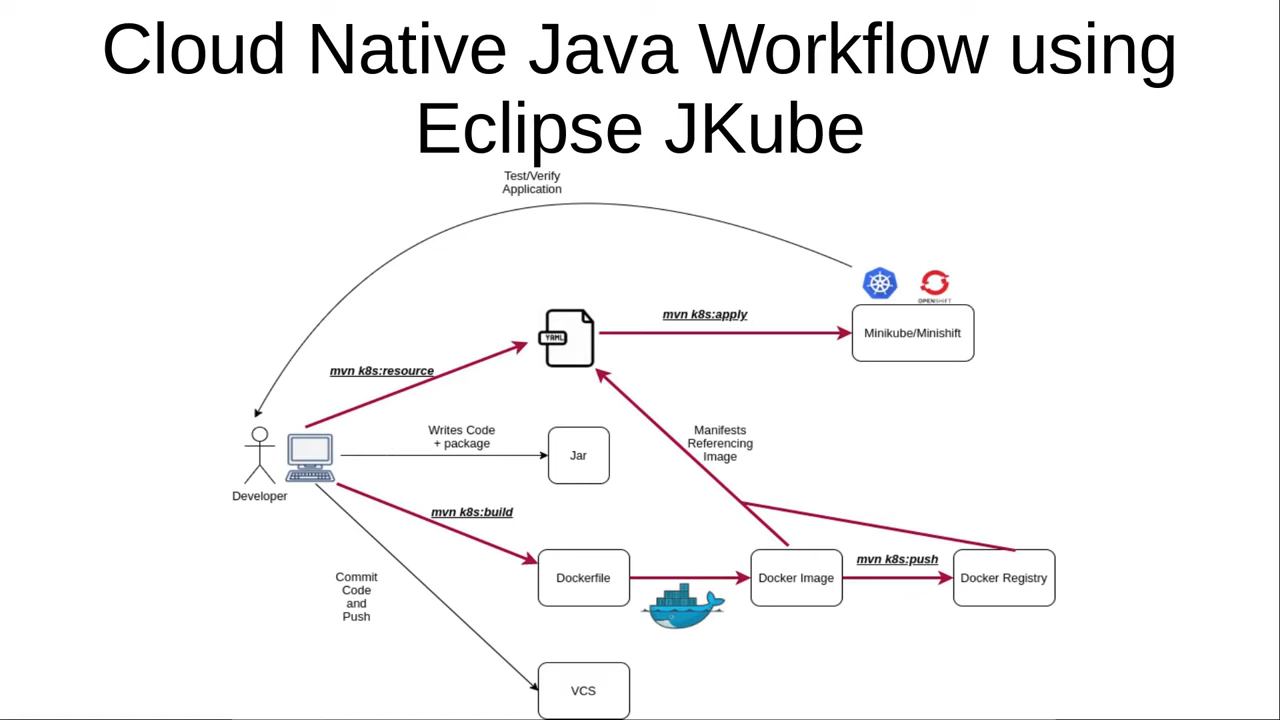 Cloud Native Java Workflow using
Eclipse JKube
Test/Verify
Application
OPENSHIFT
mvn k8s:apply
Minikube/Minishift
YAML
mvn k8s:resource
Writes Code
+ package
Jar
Manifests
Referencing
Image
Developer
mvn k8s:build
mvn k8s:push
Dockerfile
Docker Image
Docker Registry
Commit
Code
and
Push
VCS